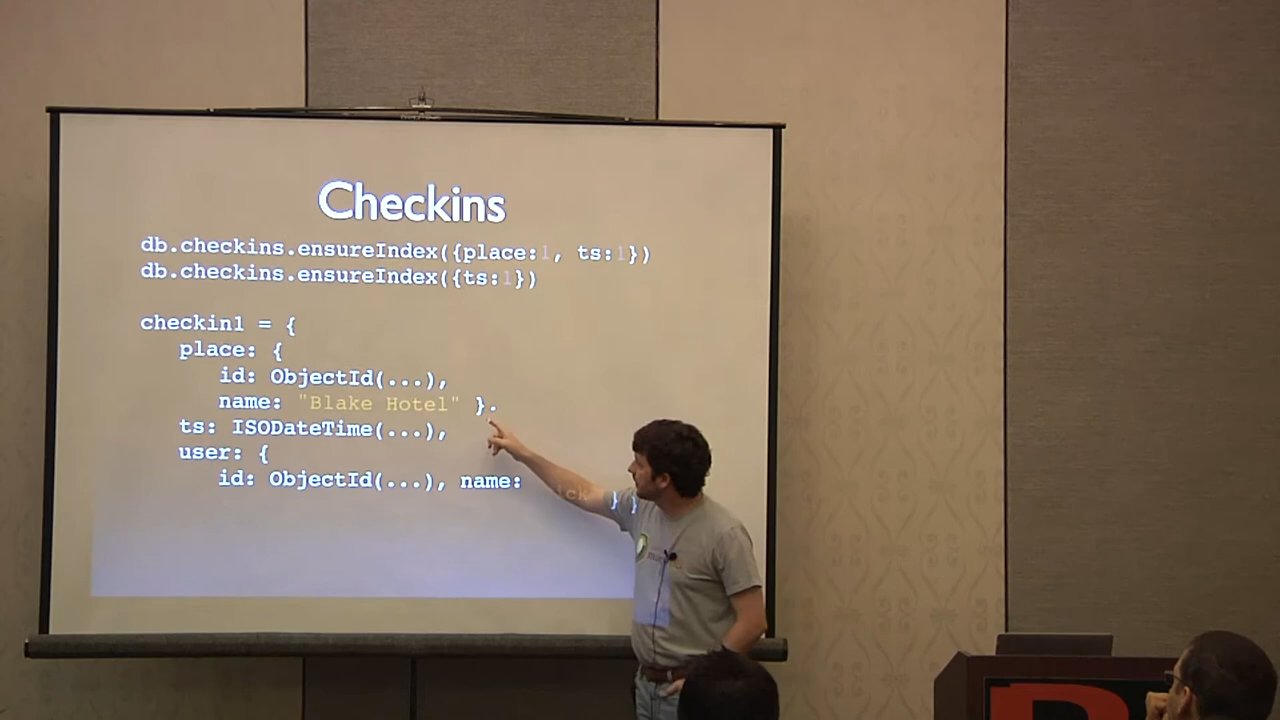 Checkins
db.checkins.ensureIndex({place:1, ts:1})
db.checkins.ensureIndex({ts:1})
checkin1 = {
place: {
id: ObjectId(...),
name: "Blake Hotel" }.
ts: ISODateTime(...),
user: {
id: ObjectId(...), name:
} }